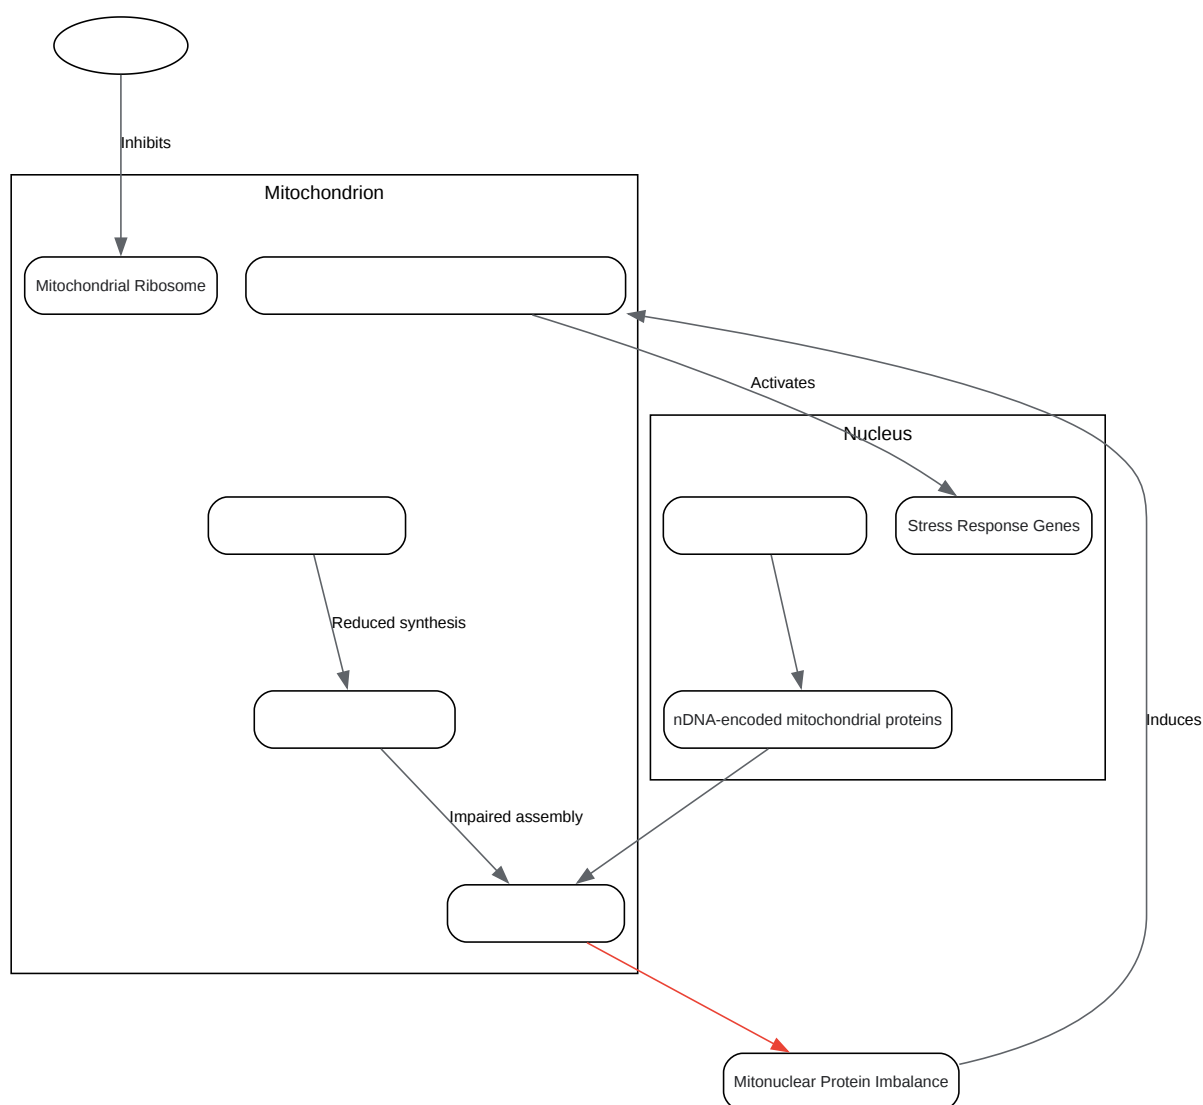 Inhibits
Mitochondrion
Mitochondrial Ribosome
Activates
Nucleus
Stress Response Genes
Reduced synthesis
nDNA-encoded mitochondrial proteins
Induces
Impaired assembly
Mitonuclear Protein Imbalance